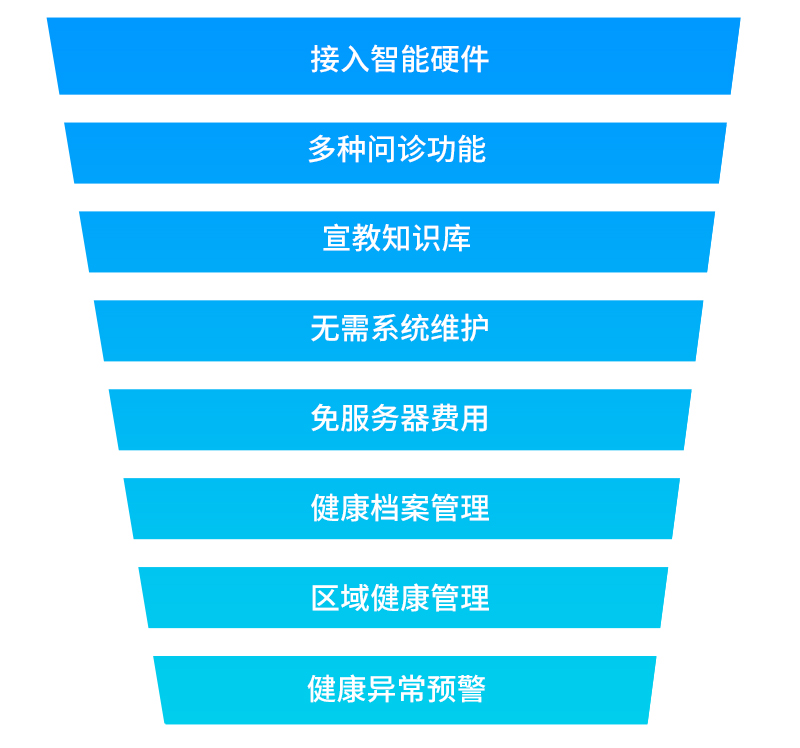 接入智能硬件
多种问诊功能
宣教知识库
无需系统维护
免服务器费用
健康档案管理
区域健康管理
健康异常预警